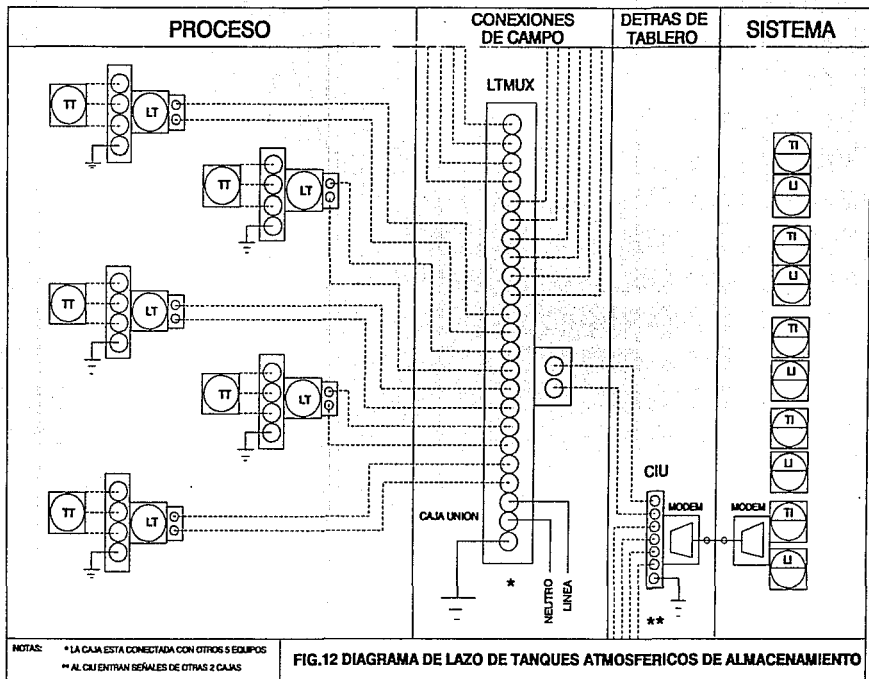 PROCESO
CONEXIONES
DE CAMPO
DETRAS DE
TABLERO
SISTEMA
LTMUX
TT
LT
TT
LT
TT
LT
TT
LT
TT
LT
TI
LI
TI
LI
TI
LI
TI
LI
TI
LI
CIU
MODEM
MODEM
CAJA UNION
NEUTRO
LINEA
*
**
NOTAS:
* LA CAJA ESTA CONECTADA CON OTROS 5 EQUIPOS
** AL CIU ENTRAN SEÑALES DE OTRAS 2 CAJAS
FIG.12 DIAGRAMA DE LAZO DE TANQUES ATMOSFERICOS DE ALMACENAMIENTO